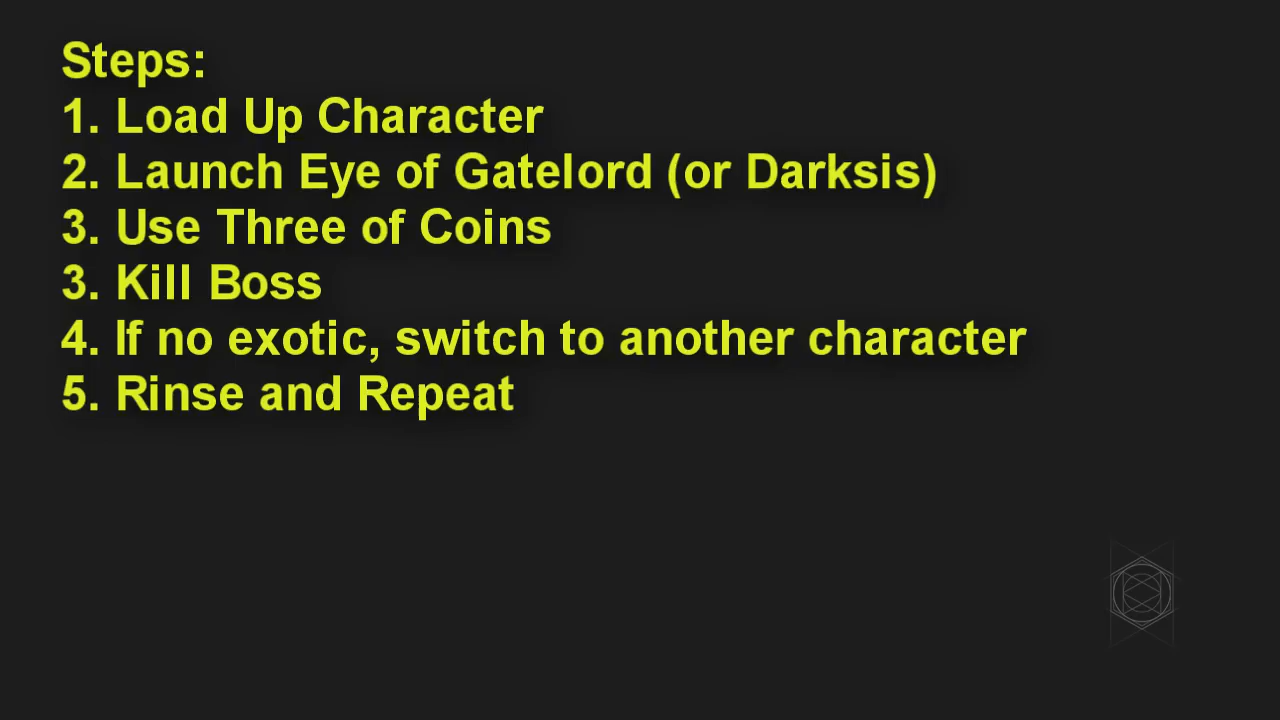 Steps:
1. Load Up Character
2. Launch Eye of Gatelord (or Darksis)
3. Use Three of Coins
3. Kill Boss
4. If no exotic, switch to another character
5. Rinse and Repeat